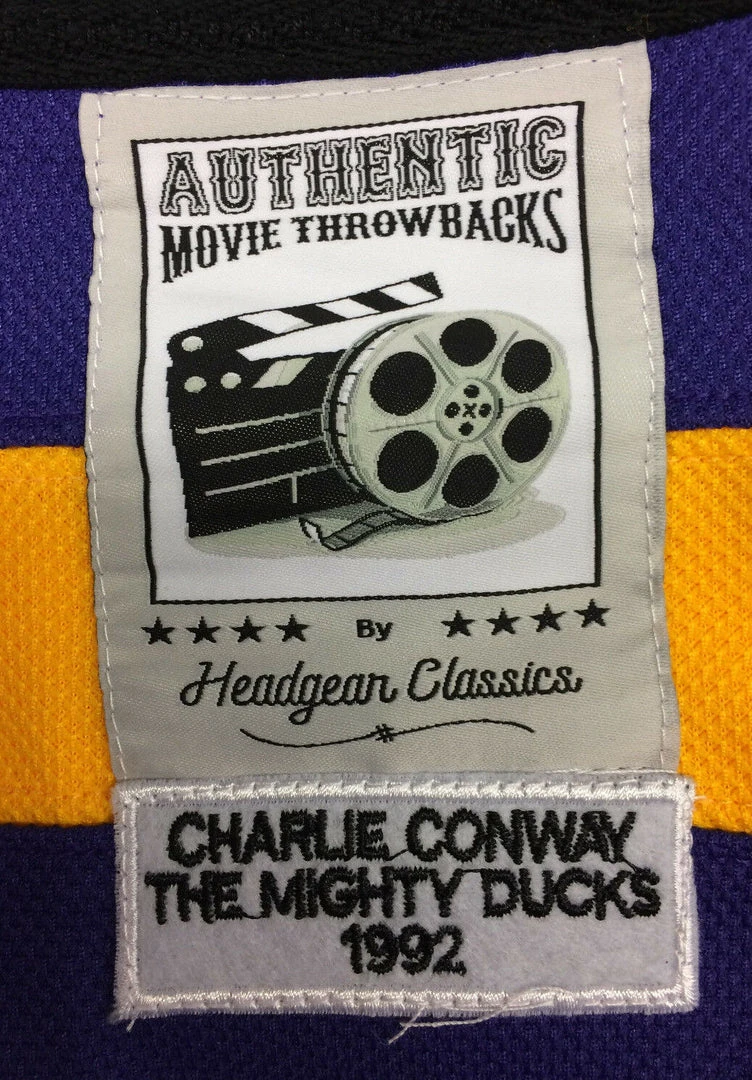 AUTHENTIC
MOVIE THROWBACKS
By
Headgear Classics
CHARLIE CONWAY
THE MIGHTY DUCKS
1992